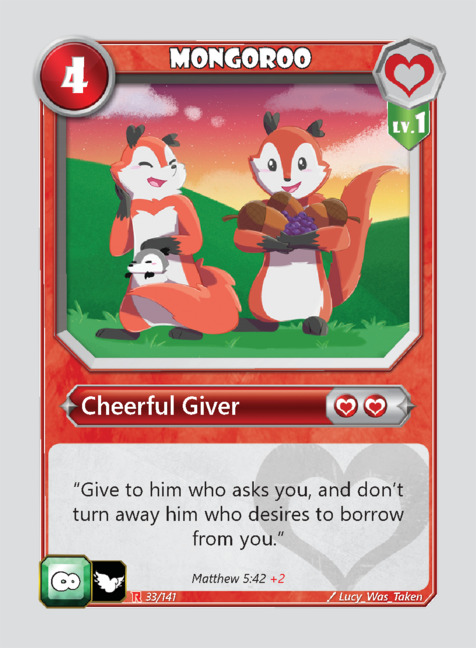 MONGOROO
4
LV.1
Cheerful Giver
“Give to him who asks you, and don’t
turn away him who desires to borrow
from you.”
Matthew 5:42 +2
R 33/141
/ Lucy_Was_Taken